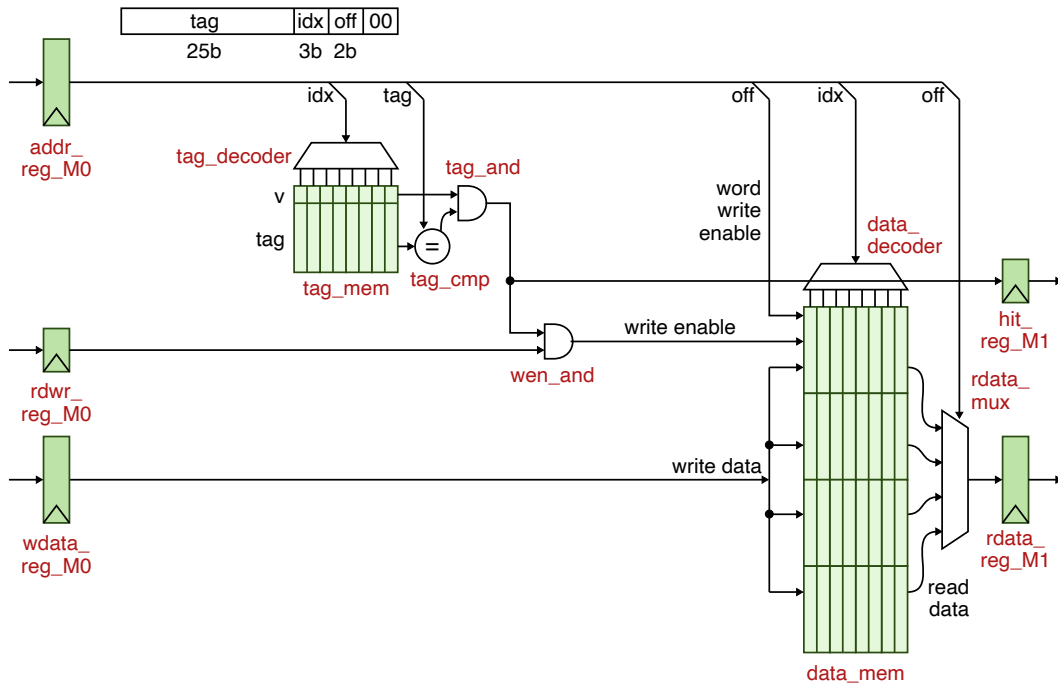 tag idx off 00
25b 3b 2b
idx tag off idx off
addr_
reg_M0
tag_decoder
tag_and
v
tag
=
tag_mem
tag_cmp
word
write
enable
data_
decoder
hit_
reg_M1
write enable
wen_and
rdwr_
reg_M0
rdata_
mux
write data
wdata_
reg_M0
rdata_
reg_M1
read
data
data_mem